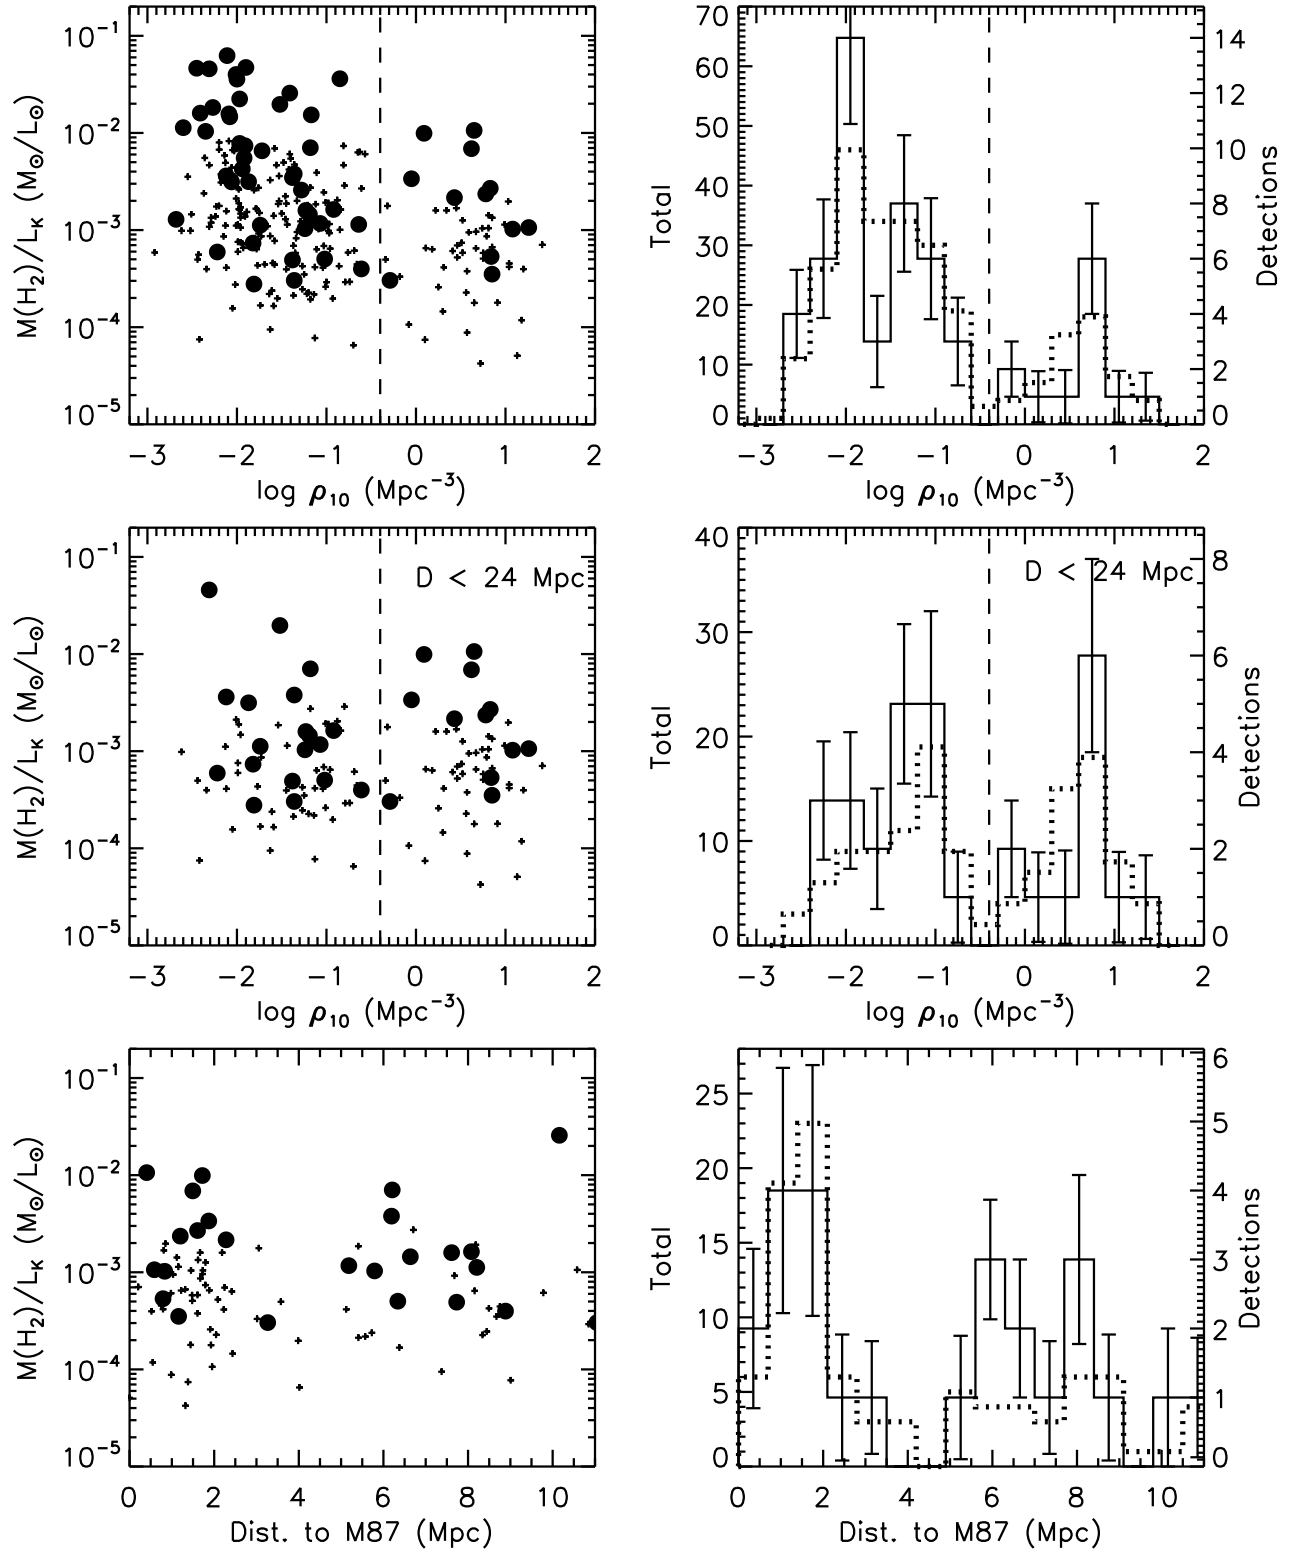 M(H₂)/L_K (M⊙/L⊙)
10⁻¹
10⁻²
10⁻³
10⁻⁴
10⁻⁵
−3 −2 −1 0 1 2
log ρ₁₀ (Mpc⁻³)
Total
70
60
50
40
30
20
10
0
14
12
10
8
6
4
2
0
Detections
−3 −2 −1 0 1 2
log ρ₁₀ (Mpc⁻³)
M(H₂)/L_K (M⊙/L⊙)
10⁻¹
10⁻²
10⁻³
10⁻⁴
10⁻⁵
D < 24 Mpc
−3 −2 −1 0 1 2
log ρ₁₀ (Mpc⁻³)
Total
40
30
20
10
0
D < 24 Mpc
8
6
4
2
0
Detections
−3 −2 −1 0 1 2
log ρ₁₀ (Mpc⁻³)
M(H₂)/L_K (M⊙/L⊙)
10⁻¹
10⁻²
10⁻³
10⁻⁴
10⁻⁵
0 2 4 6 8 10
Dist. to M87 (Mpc)
Total
25
20
15
10
5
0
6
5
4
3
2
1
0
Detections
0 2 4 6 8 10
Dist. to M87 (Mpc)